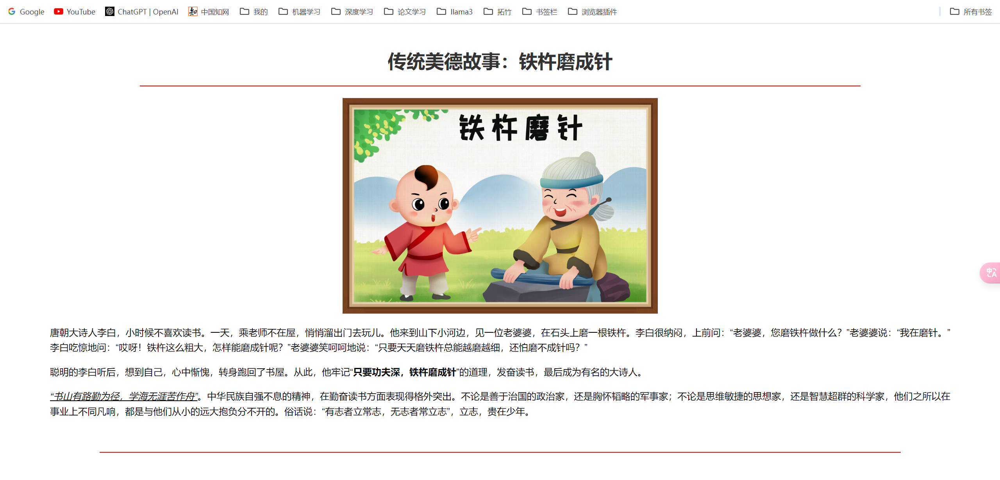 Google YouTube ChatGPT | OpenAI 中国知网 我的 机器学习 深度学习 论文学习 llama3 拓竹 书签栏 浏览器插件 所有书签
传统美德故事：铁杵磨成针
铁杵磨针
中A
唐朝大诗人李白，小时候不喜欢读书。一天，乘老师不在屋，悄悄溜出门去玩儿。他来到山下小河边，见一位老婆婆，在石头上磨一根铁杵。李白很纳闷，上前问：“老婆婆，您磨铁杵做什么？”老婆婆说：“我在磨针。”
李白吃惊地问：“哎呀！铁杵这么粗大，怎样能磨成针呢？”老婆婆笑呵呵地说：“只要天天磨铁杵总能越磨越细，还怕磨不成针吗？”
聪明的李白听后，想到自己，心中惭愧，转身跑回了书屋。从此，他牢记“只要功夫深，铁杵磨成针”的道理，发奋读书，最后成为有名的大诗人。
“书山有路勤为径，学海无涯苦作舟”。中华民族自强不息的精神，在勤奋读书方面表现得格外突出。不论是善于治国的政治家，还是胸怀韬略的军事家；不论是思维敏捷的思想家，还是智慧超群的科学家，他们之所以在
事业上不同凡响，都是与他们从小的远大抱负分不开的。俗话说：“有志者立常志，无志者常立志”，立志，贵在少年。